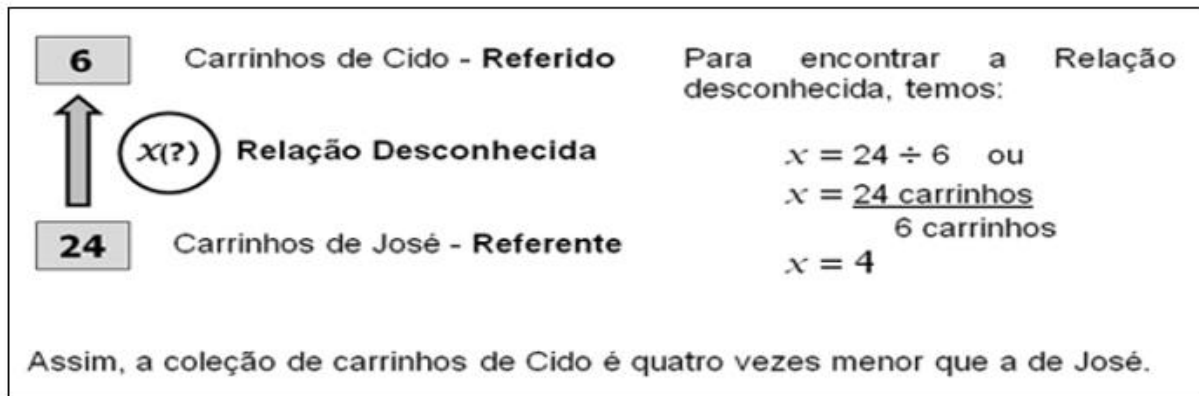 6 Carrinhos de Cido - Referido
x(?) Relação Desconhecida
24 Carrinhos de José - Referente
Para encontrar a Relação
desconhecida, temos:
x = 24 ÷ 6 ou
x = 24 carrinhos
6 carrinhos
x = 4
Assim, a coleção de carrinhos de Cido é quatro vezes menor que a de José.